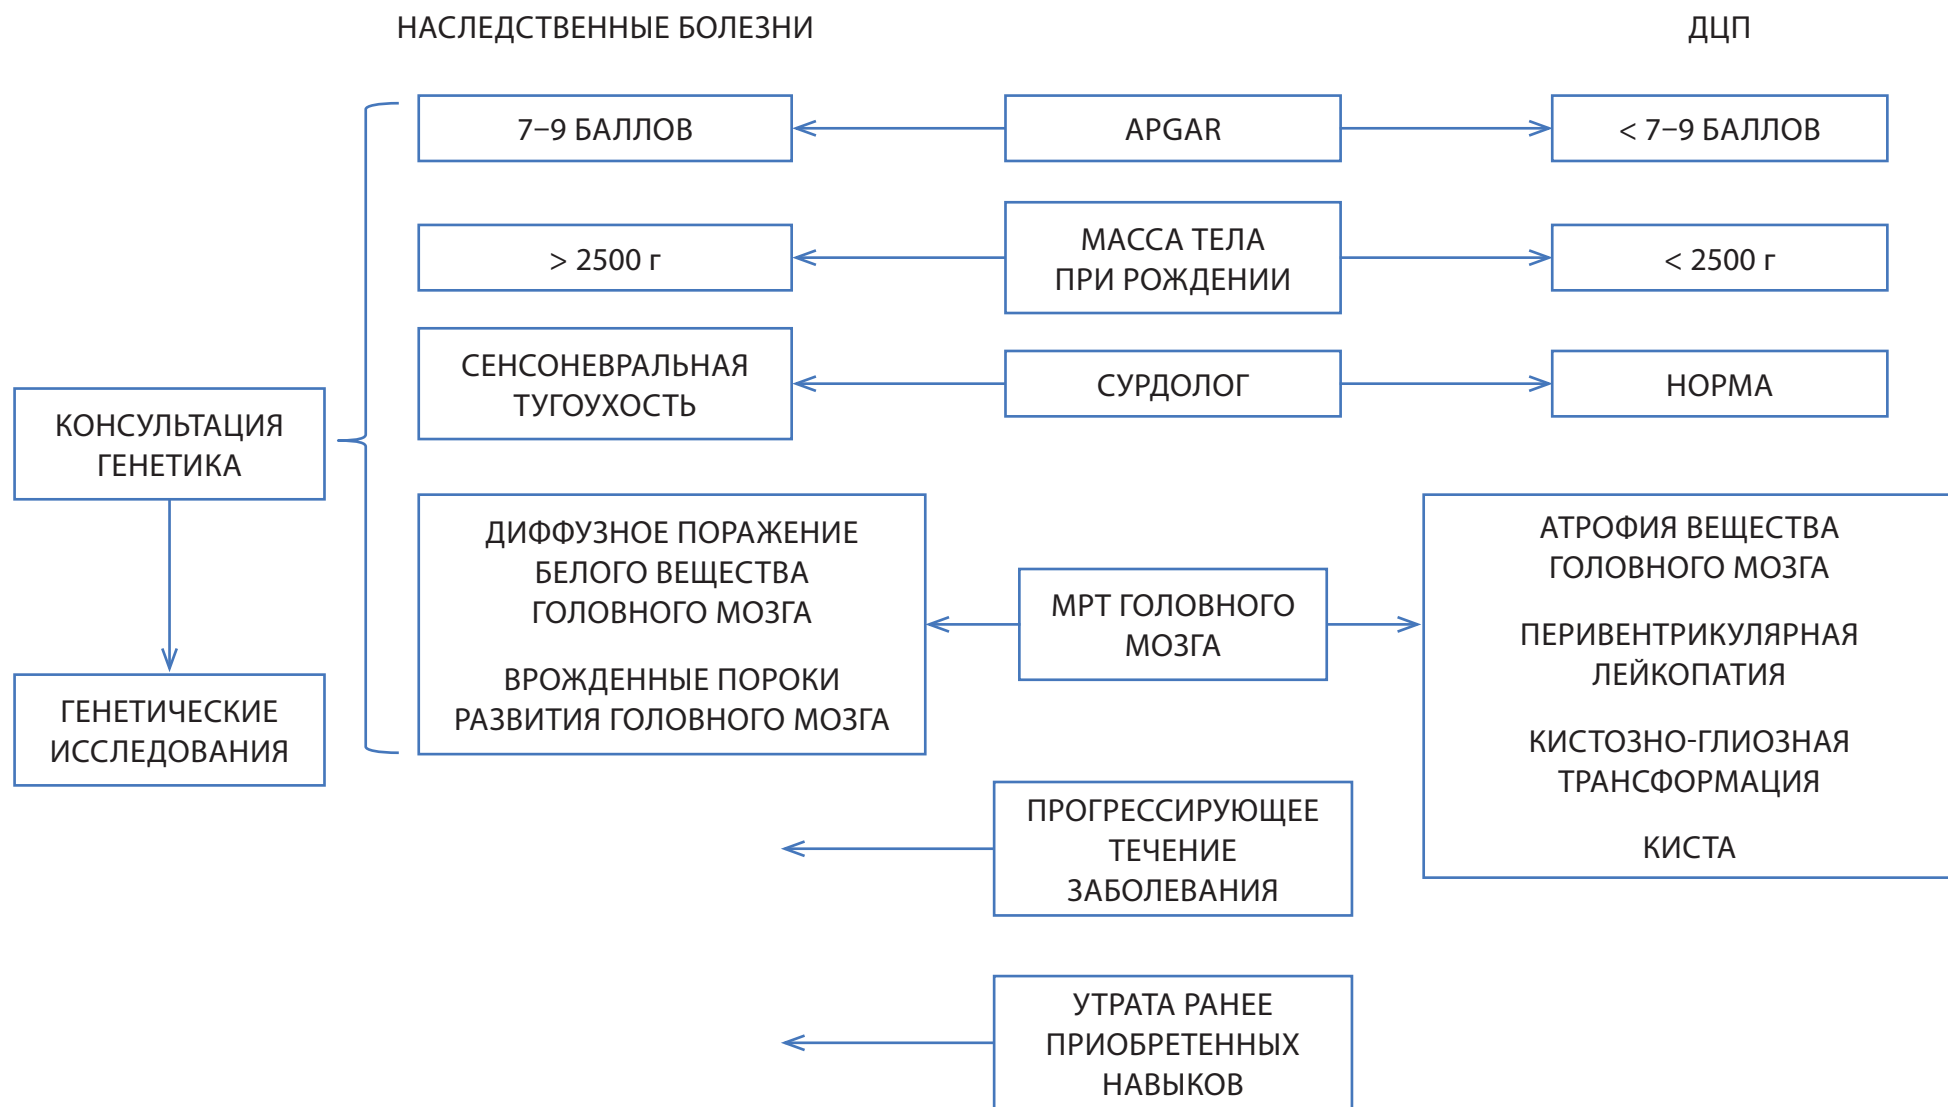 НАСЛЕДСТВЕННЫЕ БОЛЕЗНИ
ДЦП
7–9 БАЛЛОВ
APGAR
< 7–9 БАЛЛОВ
> 2500 г
МАССА ТЕЛА
ПРИ РОЖДЕНИИ
< 2500 г
СЕНСОНЕВРАЛЬНАЯ
ТУГОУХОСТЬ
СУРДОЛОГ
НОРМА
КОНСУЛЬТАЦИЯ
ГЕНЕТИКА
ДИФФУЗНОЕ ПОРАЖЕНИЕ
БЕЛОГО ВЕЩЕСТВА
ГОЛОВНОГО МОЗГА
ВРОЖДЕННЫЕ ПОРОКИ
РАЗВИТИЯ ГОЛОВНОГО МОЗГА
МРТ ГОЛОВНОГО
МОЗГА
АТРОФИЯ ВЕЩЕСТВА
ГОЛОВНОГО МОЗГА
ПЕРИВЕНТРИКУЛЯРНАЯ
ЛЕЙКОПАТИЯ
КИСТОЗНО-ГЛИОЗНАЯ
ТРАНСФОРМАЦИЯ
КИСТА
ГЕНЕТИЧЕСКИЕ
ИССЛЕДОВАНИЯ
ПРОГРЕССИРУЮЩЕЕ
ТЕЧЕНИЕ
ЗАБОЛЕВАНИЯ
УТРАТА РАНЕЕ
ПРИОБРЕТЕННЫХ
НАВЫКОВ